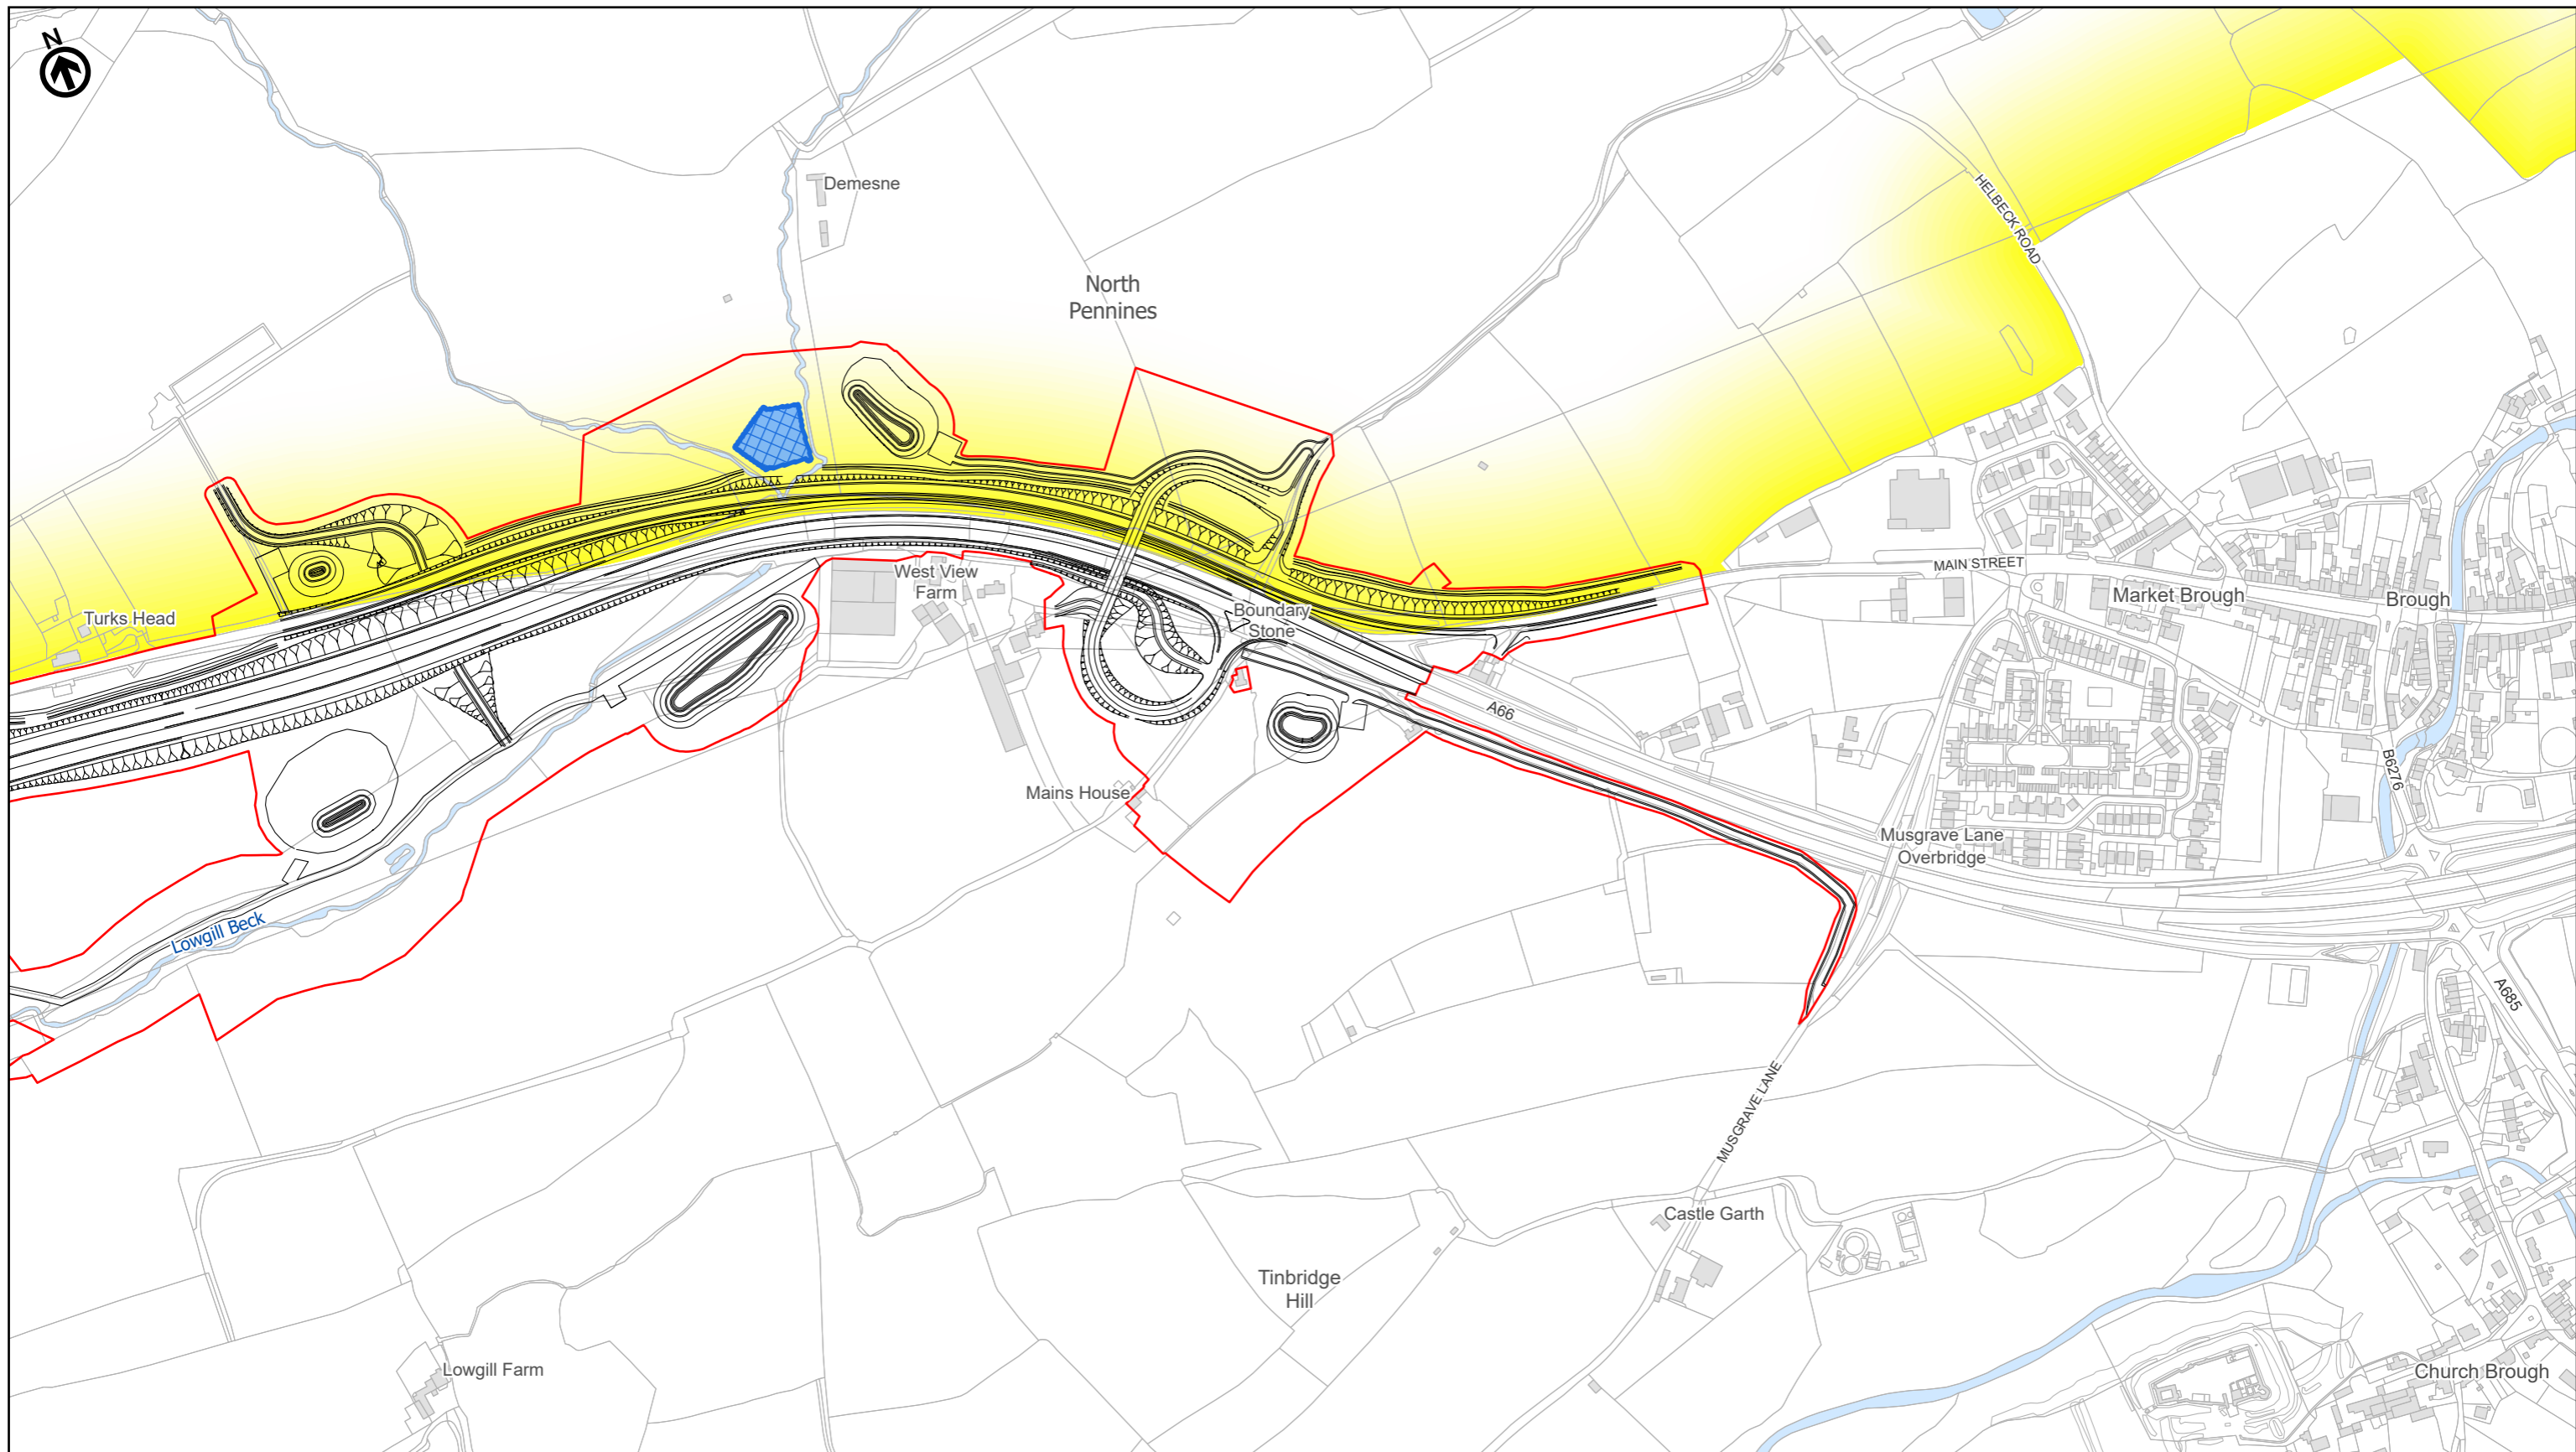 N
Demesne
HELBECK ROAD
North
Pennines
MAIN STREET
West View
Farm
Market Brough
Brough
Boundary
Stone
Turks Head
A66
B6276
Mains House
Musgrave Lane
Overbridge
Lowgill Beck
A685
MUSGRAVE LANE
Castle Garth
Tinbridge
Hill
Lowgill Farm
Church Brough